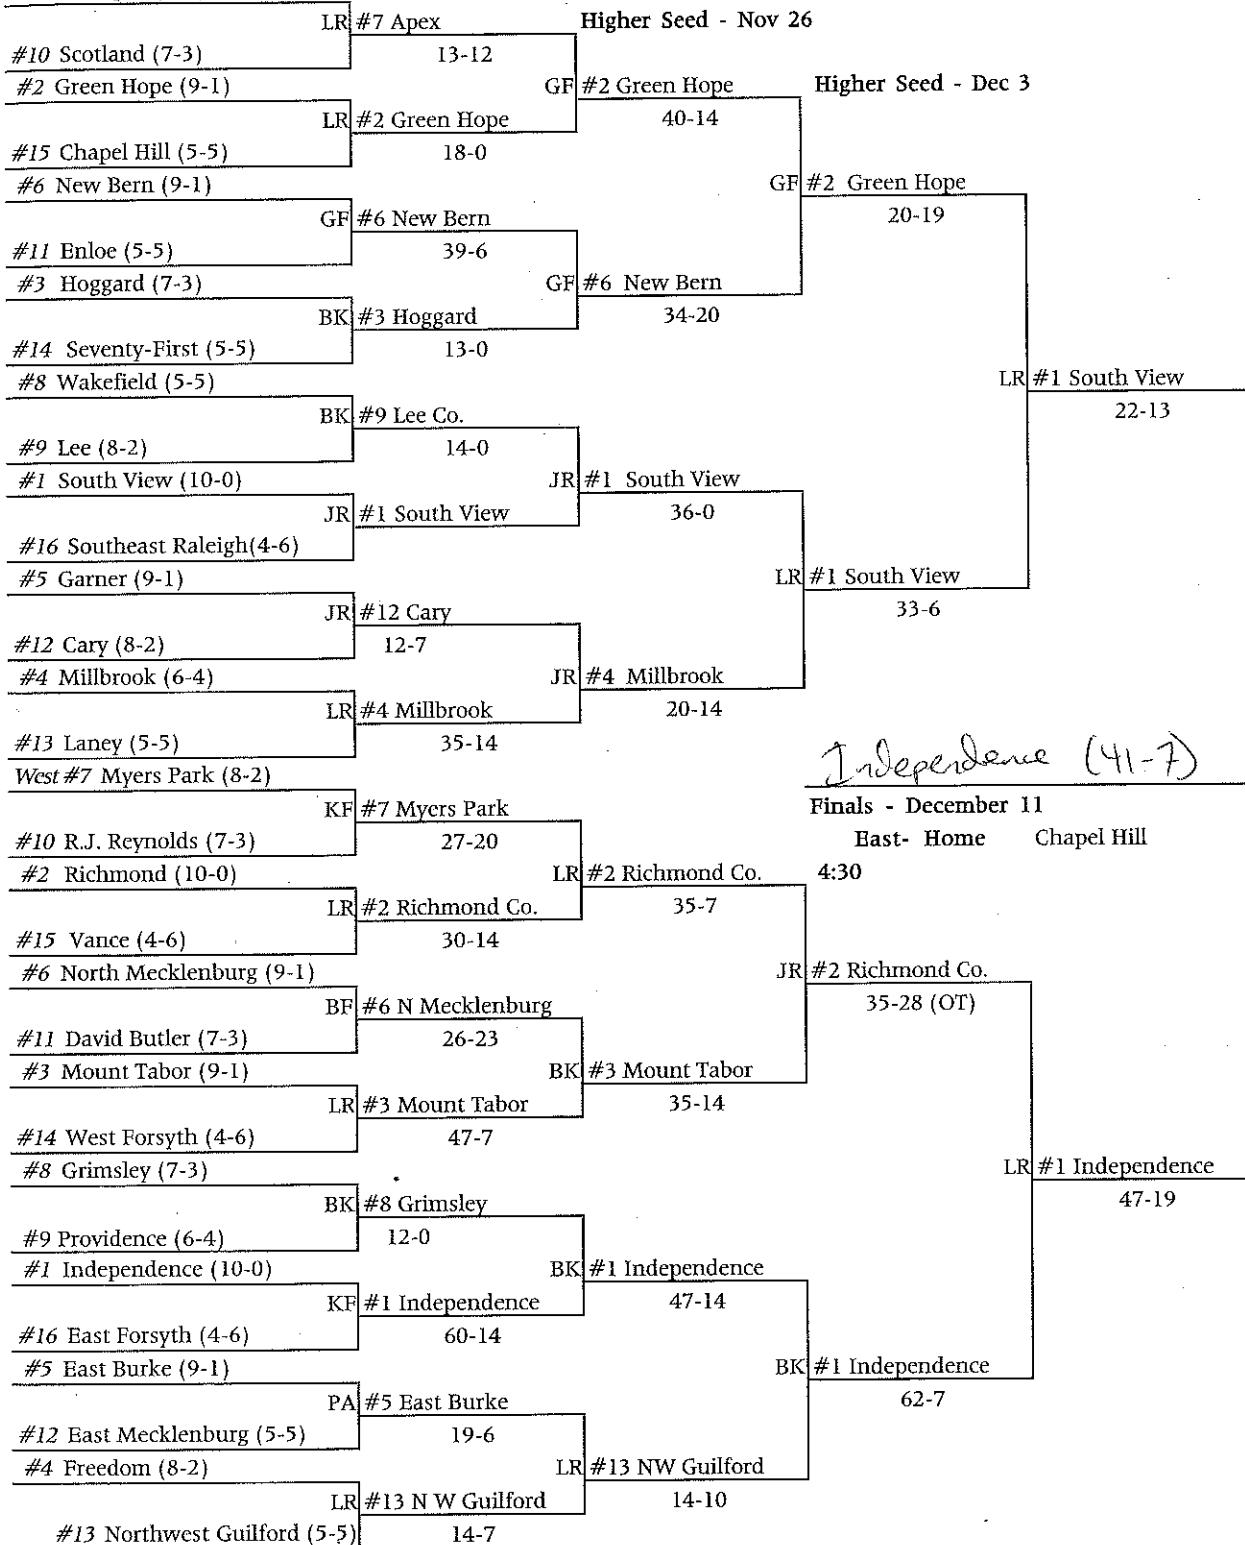 LR #7 Apex
Higher Seed - Nov 26
#10 Scotland (7-3)
13-12
#2 Green Hope (9-1)
GF #2 Green Hope
Higher Seed - Dec 3
40-14
LR #2 Green Hope
#15 Chapel Hill (5-5)
18-0
#6 New Bern (9-1)
GF #2 Green Hope
20-19
GF #6 New Bern
#11 Enloe (5-5)
39-6
#3 Hoggard (7-3)
GF #6 New Bern
34-20
BK #3 Hoggard
#14 Seventy-First (5-5)
13-0
#8 Wakefield (5-5)
LR #1 South View
22-13
BK #9 Lee Co.
#9 Lee (8-2)
14-0
#1 South View (10-0)
JR #1 South View
36-0
JR #1 South View
#16 Southeast Raleigh(4-6)
#5 Garner (9-1)
LR #1 South View
33-6
JR #12 Cary
#12 Cary (8-2)
12-7
#4 Millbrook (6-4)
JR #4 Millbrook
20-14
LR #4 Millbrook
#13 Laney (5-5)
35-14
Independence (41-7)
West #7 Myers Park (8-2)
KF #7 Myers Park
Finals - December 11
#10 R.J. Reynolds (7-3)
27-20
East- Home Chapel Hill
#2 Richmond (10-0)
LR #2 Richmond Co.
4:30
35-7
LR #2 Richmond Co.
#15 Vance (4-6)
30-14
#6 North Mecklenburg (9-1)
JR #2 Richmond Co.
35-28 (OT)
BF #6 N Mecklenburg
#11 David Butler (7-3)
26-23
#3 Mount Tabor (9-1)
BK #3 Mount Tabor
35-14
LR #3 Mount Tabor
#14 West Forsyth (4-6)
47-7
#8 Grimsley (7-3)
LR #1 Independence
47-19
BK #8 Grimsley
#9 Providence (6-4)
12-0
#1 Independence (10-0)
BK #1 Independence
47-14
KF #1 Independence
#16 East Forsyth (4-6)
60-14
#5 East Burke (9-1)
BK #1 Independence
62-7
PA #5 East Burke
#12 East Mecklenburg (5-5)
19-6
#4 Freedom (8-2)
LR #13 NW Guilford
14-10
LR #13 N W Guilford
#13 Northwest Guilford (5-5)
14-7